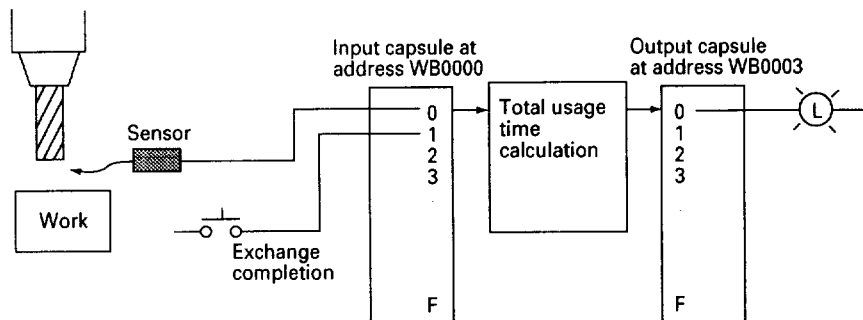 Input capsule at
address WB0000
Output capsule
at address WB0003
Sensor
Work
Exchange
completion
0
1
2
3
F
Total usage
time
calculation
0
1
2
3
F
L